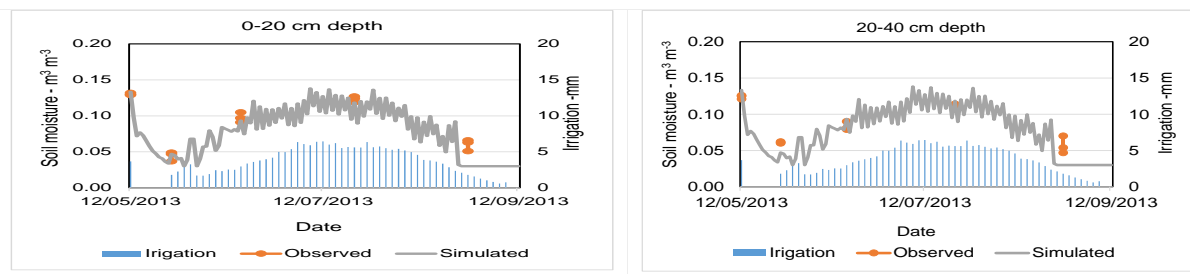 0-20 cm depth
Soil moisture - m³ m⁻³
0.20
0.15
0.10
0.05
0.00
20
15
10
5
0
Irrigation -mm
12/05/2013 12/07/2013 12/09/2013
Date
Irrigation Observed Simulated
20-40 cm depth
Soil moisture - m³ m⁻³
0.20
0.15
0.10
0.05
0.00
20
15
10
5
0
Irrigation -mm
12/05/2013 12/07/2013 12/09/2013
Date
Irrigation Observed Simulated